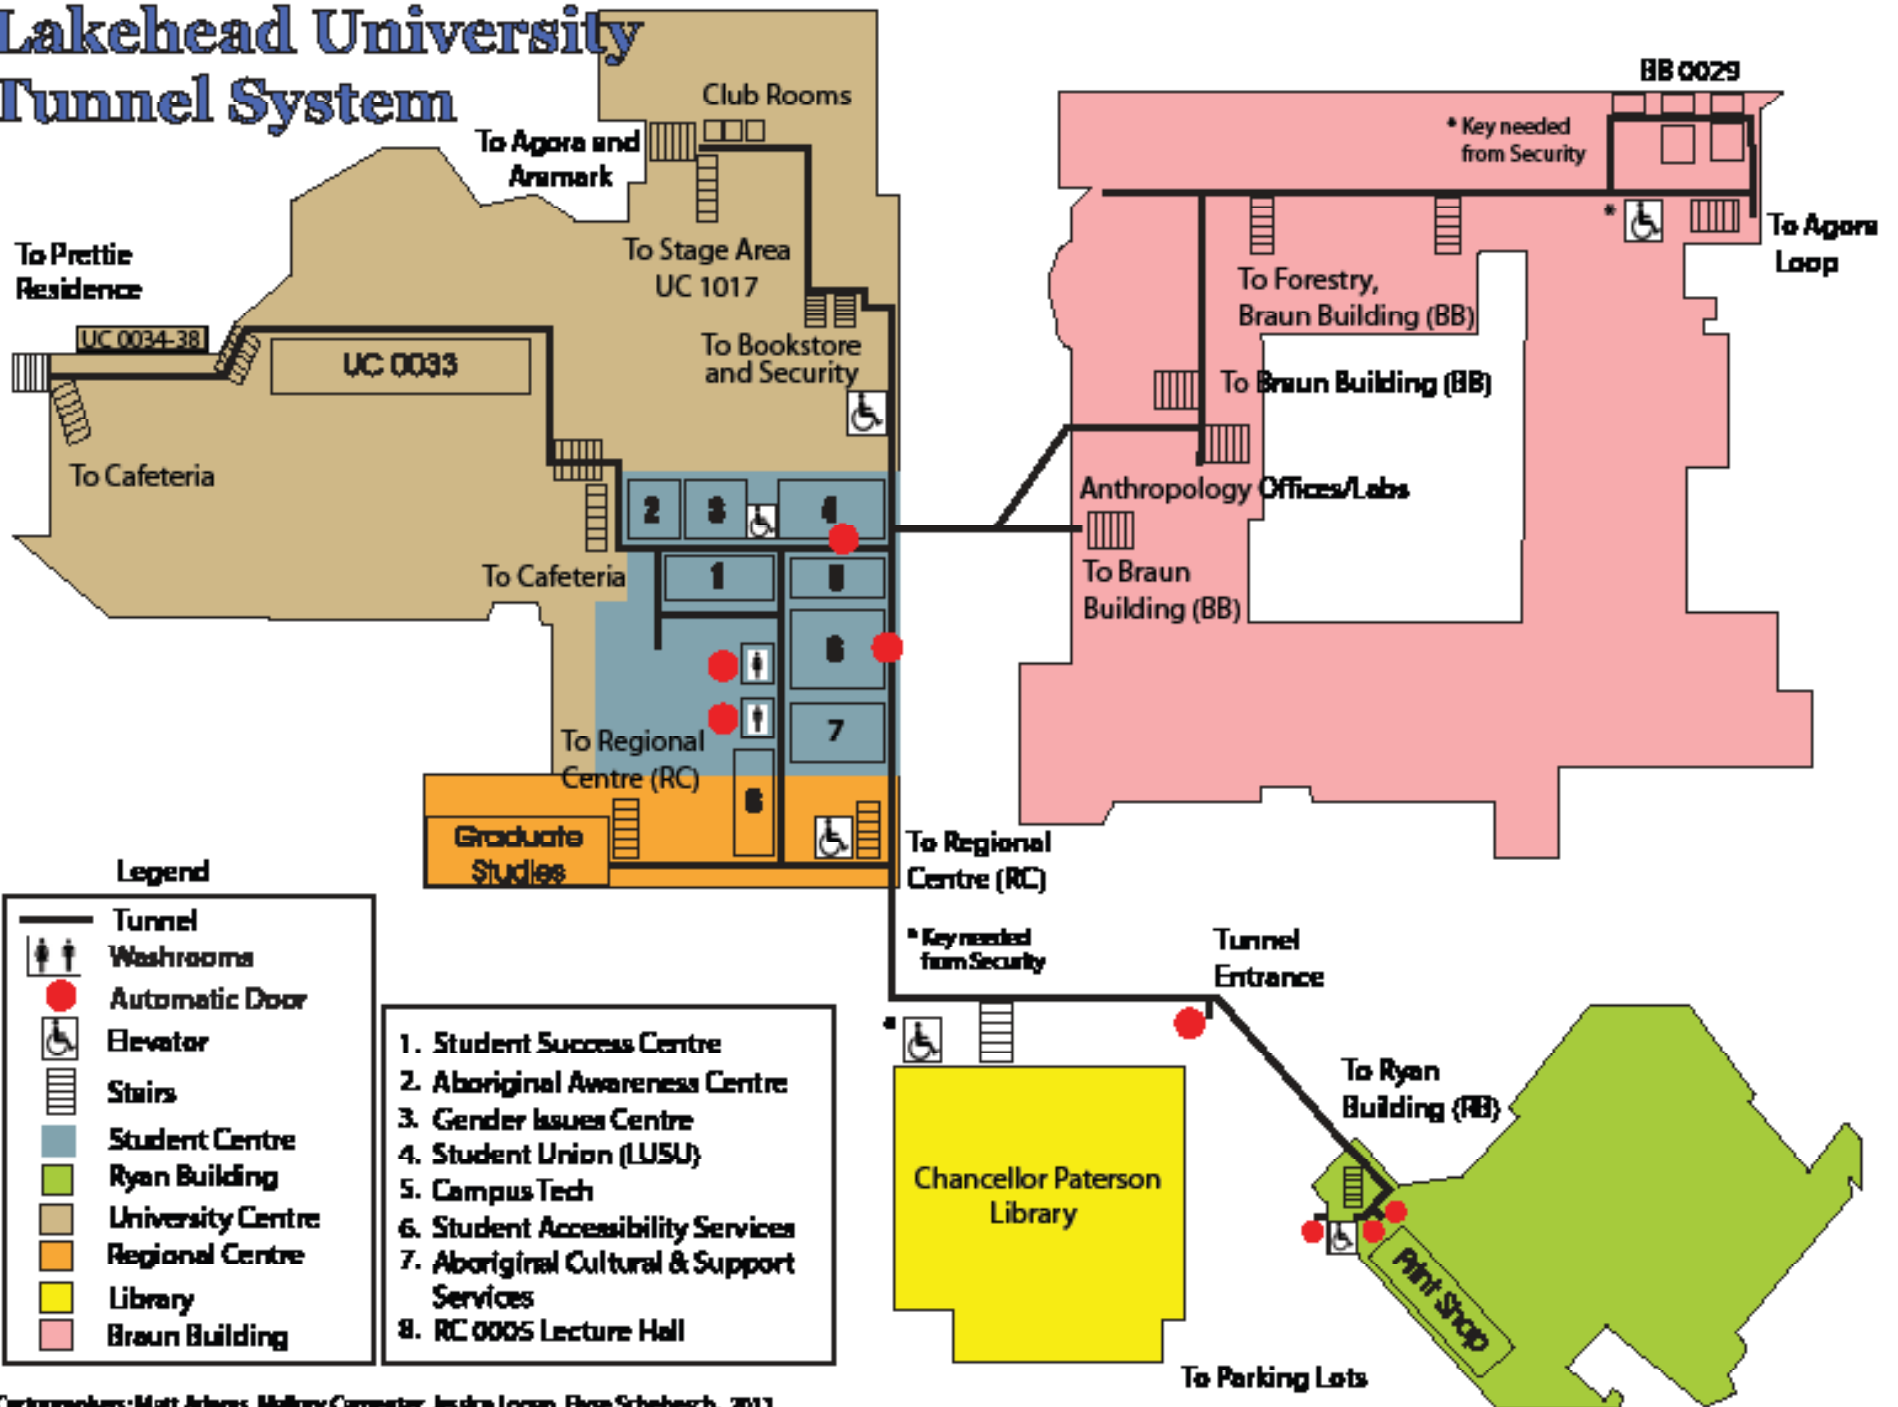 Lakehead University
Tunnel System
Club Rooms
To Agora and
Aramark
To Stage Area
UC 1017
To Bookstore
and Security
To Prettie
Residence
UC 0034-38
UC 0033
To Cafeteria
To Cafeteria
2
3
4
1
5
6
7
To Regional
Centre (RC)
8
Graduate
Studies
BB 0029
* Key needed
from Security
*
To Agora
Loop
To Forestry,
Braun Building (BB)
To Braun Building (BB)
Anthropology Offices/Labs
To Braun
Building (BB)
To Regional
Centre (RC)
* Key needed
from Security
*
Tunnel
Entrance
To Ryan
Building (RB)
Chancellor Paterson
Library
Print Shop
To Parking Lots
Legend
Tunnel
Washrooms
Automatic Door
Elevator
Stairs
Student Centre
Ryan Building
University Centre
Regional Centre
Library
Braun Building
1. Student Success Centre
2. Aboriginal Awareness Centre
3. Gender Issues Centre
4. Student Union (LUSU)
5. Campus Tech
6. Student Accessibility Services
7. Aboriginal Cultural & Support
Services
8. RC 0005 Lecture Hall
Cartographers: Matt Adams, Mallory Carpenter, Jessica Logan,